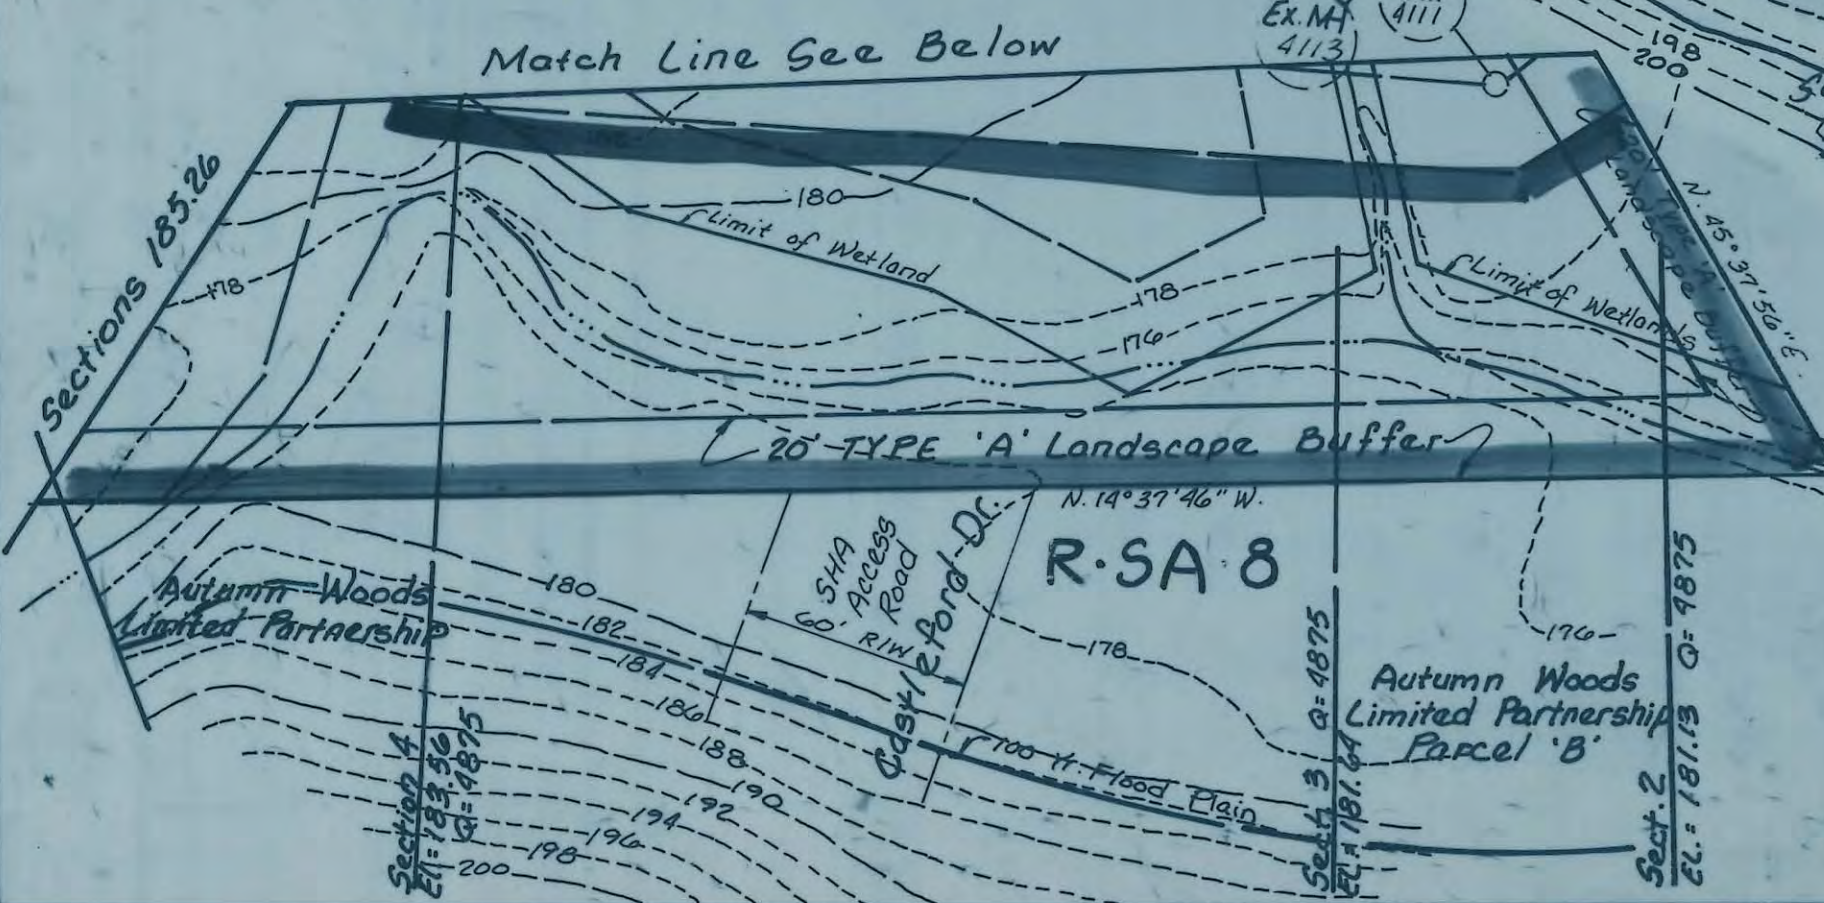 Ex. MH
4113
4111
Match Line See Below
198
200
Sections 185.26
180
178
Limit of Wetland
178
176
Limit of Wetlands
N. 45° 37' 56" E.
20' TYPE 'A' Landscape Buffer
N. 14° 37' 46" W.
R·SA·8
SHA
Access
Road
60' R/W
Castleford Dr.
Autumn Woods
Limited Partnership
180
182
184
186
188
190
192
194
196
198
200
178
176
100 Yr. Flood Plain
Autumn Woods
Limited Partnership
Parcel 'B'
Section 4
El = 183.56
Q = 4875
Sect. 3 Q = 4875
EL. = 181.64
Sect. 2 Q = 4875
EL. = 181.13